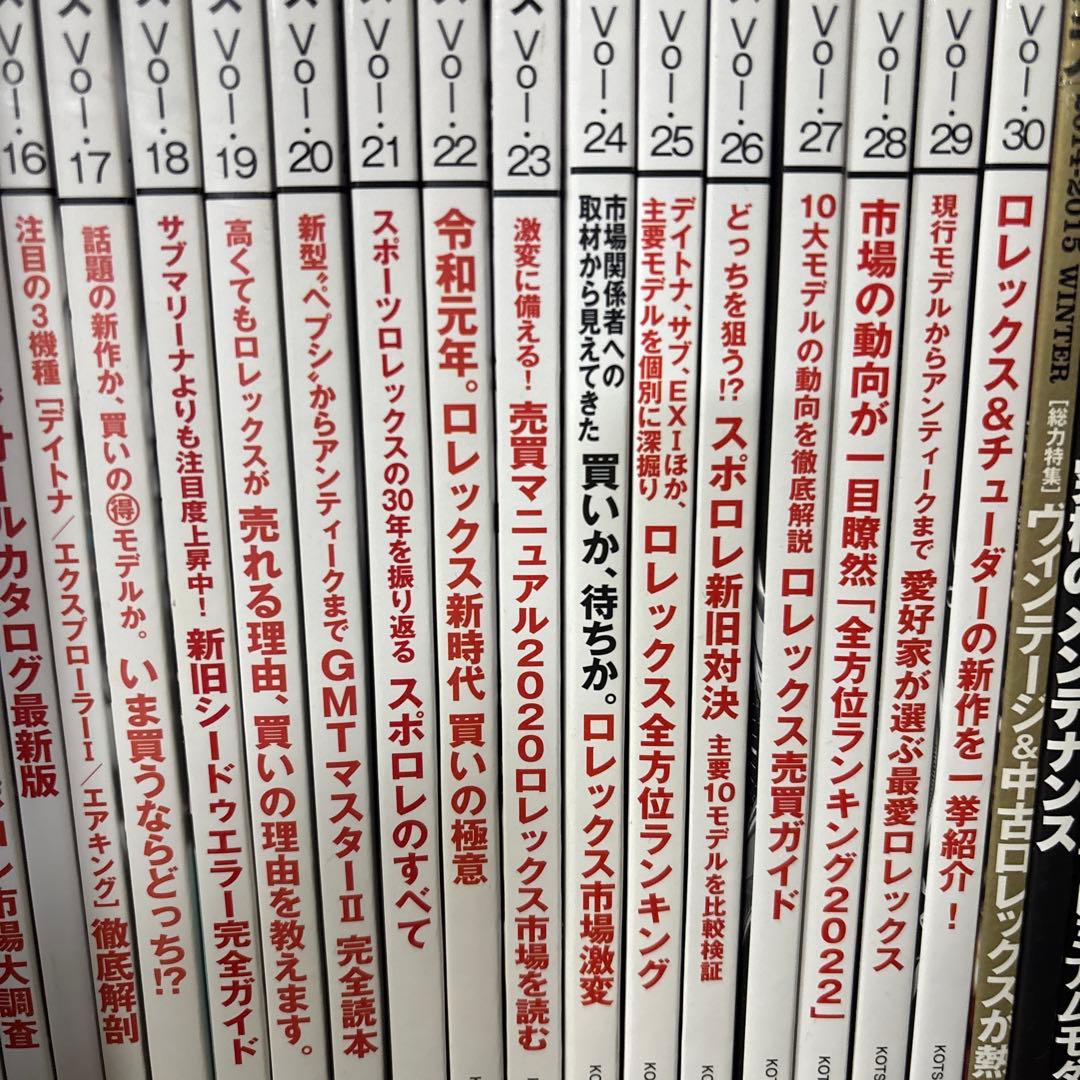 市場大調査
オールカタログ最新版
Vol.16
注目の3機種［デイトナ/エクスプローラーⅠ/エアキング］徹底解剖
Vol.17
話題の新作か、買いの㊝モデルか。いま買うならどっち!?
Vol.18
サブマリーナよりも注目度上昇中！ 新旧シードゥエラー完全ガイド
Vol.19
高くてもロレックスが 売れる理由、買いの理由を教えます。
Vol.20
新型〝ペプシ〟からアンティークまで GMTマスターⅡ 完全読本
Vol.21
スポーツロレックスの30年を振り返る スポロレのすべて
Vol.22
令和元年。ロレックス新時代 買いの極意
Vol.23
激変に備える！ 売買マニュアル2020ロレックス市場を読む
Vol.24
市場関係者への
取材から見えてきた 買いか、待ちか。ロレックス市場激変
Vol.25
デイトナ、サブ、EXⅠほか、
主要モデルを個別に深掘り ロレックス全方位ランキング
Vol.26
どっちを狙う!? スポロレ新旧対決 主要10モデルを比較検証
Vol.27
10大モデルの動向を徹底解説 ロレックス売買ガイド
Vol.28
市場の動向が一目瞭然「全方位ランキング2022」
KOTS
Vol.29
現行モデルからアンティークまで 愛好家が選ぶ最愛ロレックス
KOTS
Vol.30
ロレックス&チューダーの新作を一挙紹介！
KOTS
2014-2015 WINTER ［総力特集］ヴィンテージ&中古ロレックスが熱
のメンテナンス